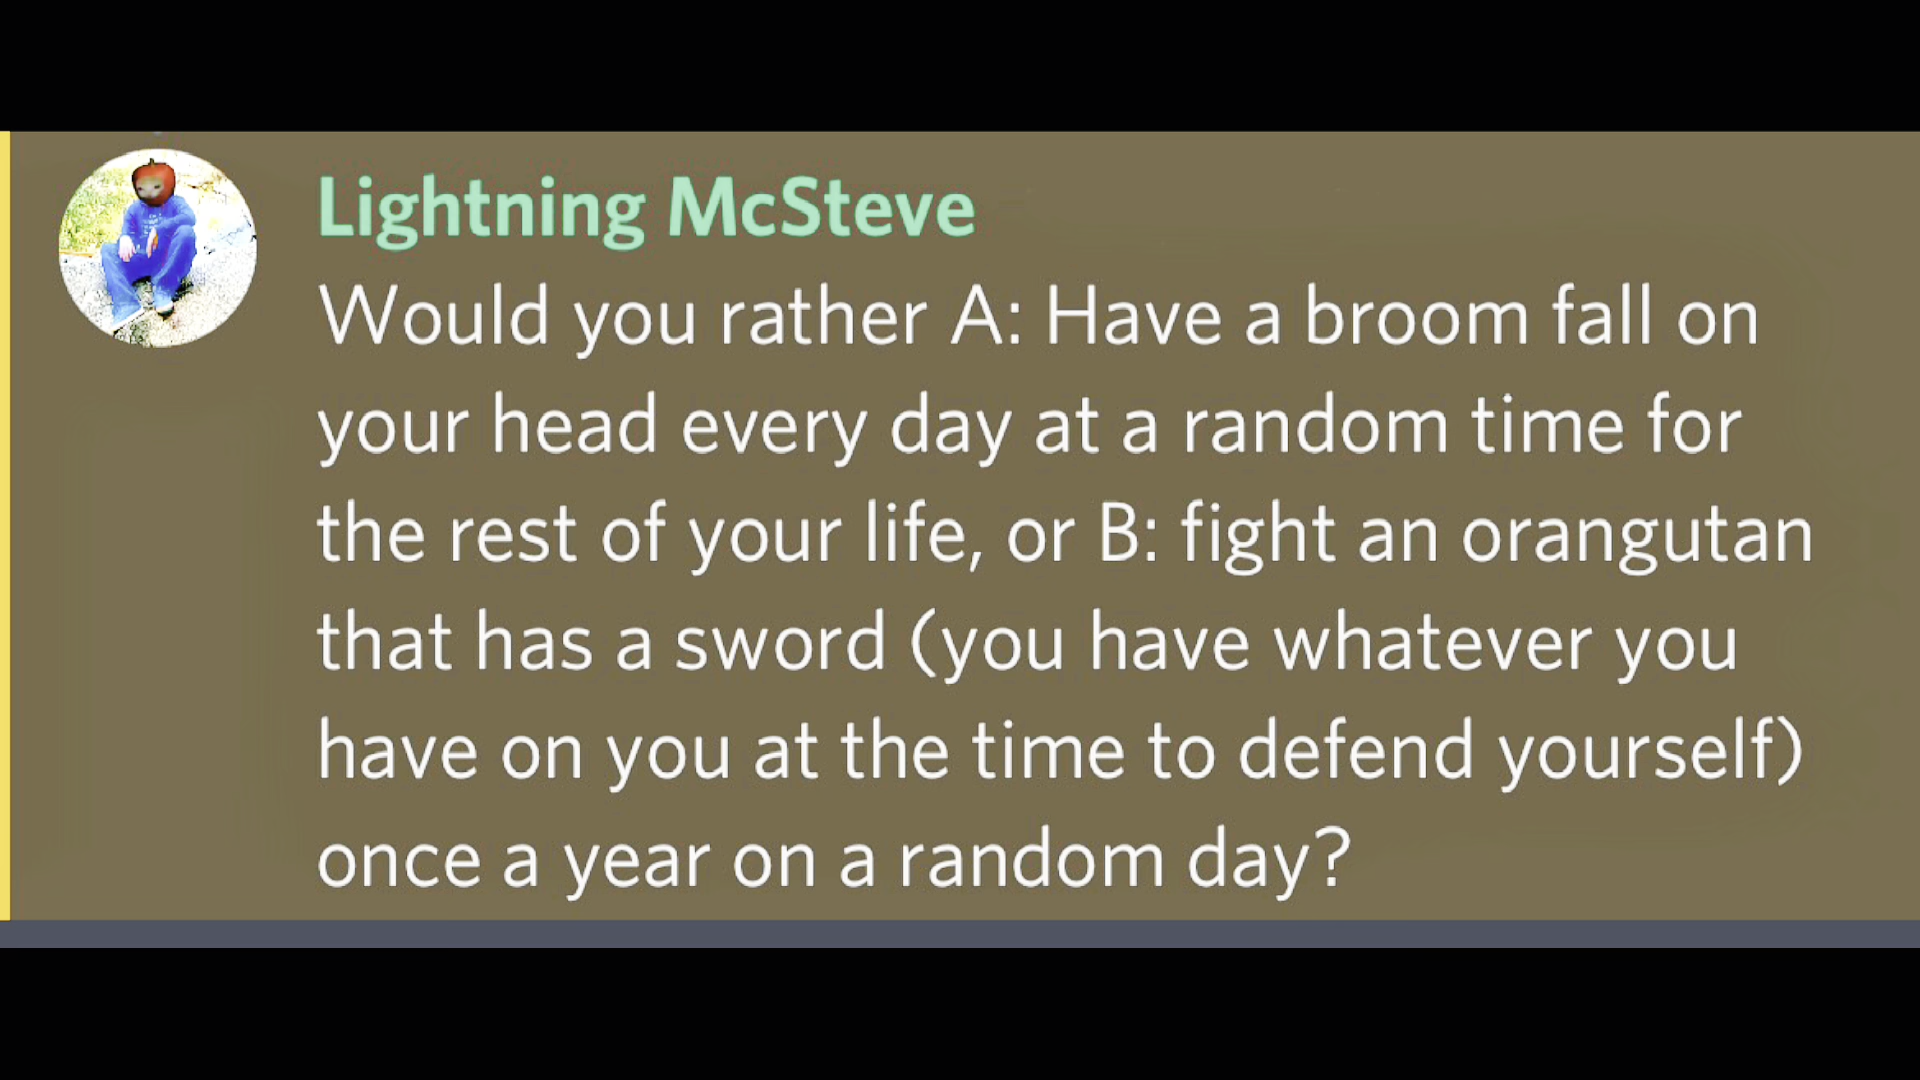 Lightning McSteve
Would you rather A: Have a broom fall on
your head every day at a random time for
the rest of your life, or B: fight an orangutan
that has a sword (you have whatever you
have on you at the time to defend yourself)
once a year on a random day?